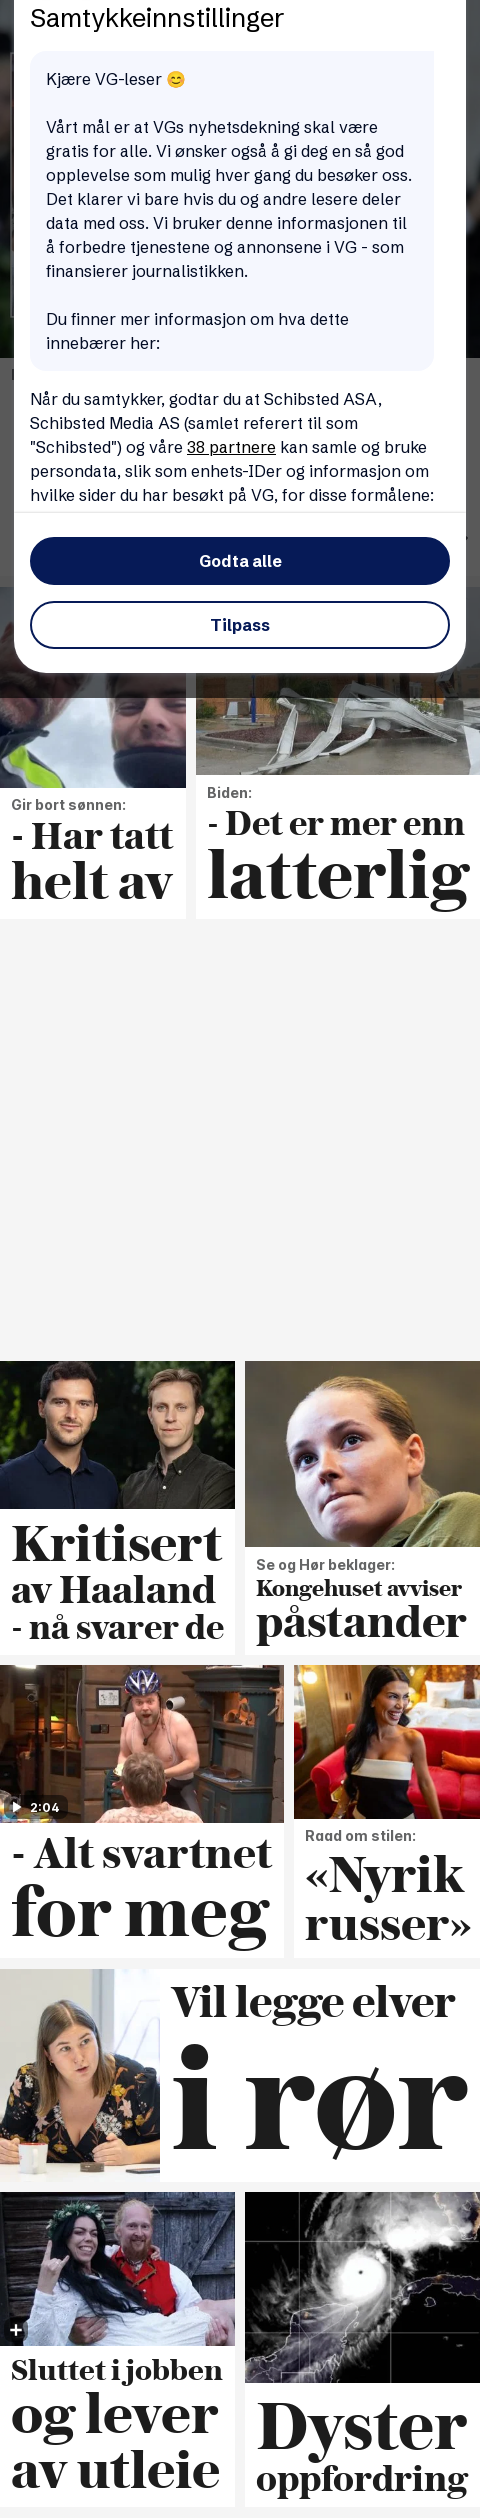 Samtykkeinnstillinger
Kjære VG-leser 😊
Vårt mål er at VGs nyhetsdekning skal være
gratis for alle. Vi ønsker også å gi deg en så god
opplevelse som mulig hver gang du besøker oss.
Det klarer vi bare hvis du og andre lesere deler
data med oss. Vi bruker denne informasjonen til
å forbedre tjenestene og annonsene i VG - som
finansierer journalistikken.
Du finner mer informasjon om hva dette
innebærer her:
Når du samtykker, godtar du at Schibsted ASA,
Schibsted Media AS (samlet referert til som
"Schibsted") og våre 38 partnere kan samle og bruke
persondata, slik som enhets-IDer og informasjon om
hvilke sider du har besøkt på VG, for disse formålene:
Godta alle
Tilpass
Gir bort sønnen:
- Har tatt
helt av
Biden:
- Det er mer enn
latterlig
Kritisert
av Haaland
- nå svarer de
Se og Hør beklager:
Kongehuset avviser
påstander
2:04
- Alt svartnet
for meg
Raad om stilen:
«Nyrik
russer»
Vil legge elver
i rør
Sluttet i jobben
og lever
av utleie
Dyster
oppfordring